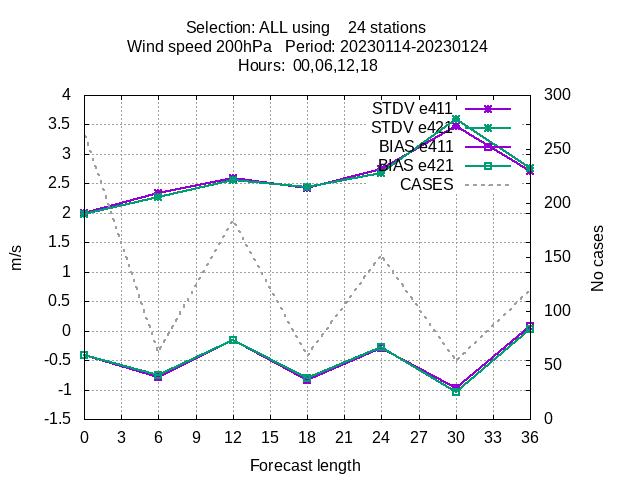 Selection: ALL using 24 stations
Wind speed 200hPa Period: 20230114-20230124
Hours: 00,06,12,18
STDV e411
STDV e421
BIAS e411
BIAS e421
CASES
4
3.5
3
2.5
2
1.5
1
0.5
0
-0.5
-1
-1.5
m/s
300
250
200
150
100
50
0
No cases
0 3 6 9 12 15 18 21 24 27 30 33 36
Forecast length